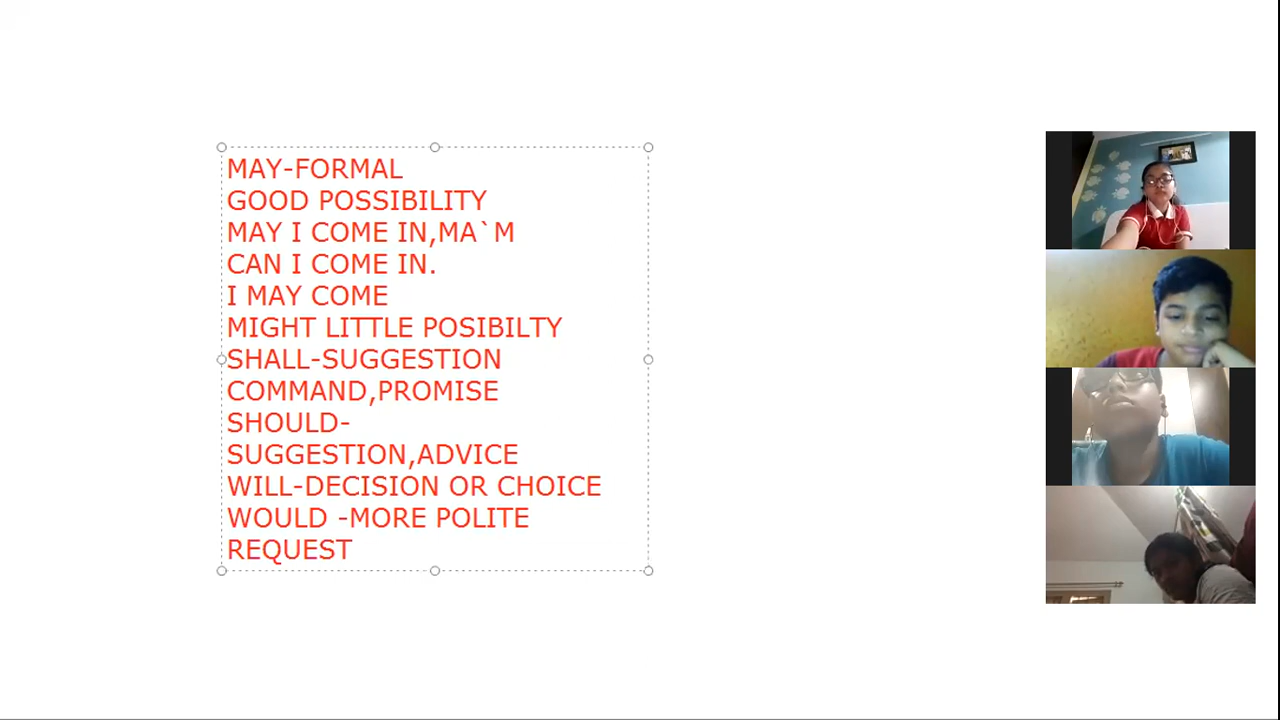 MAY-FORMAL
GOOD POSSIBILITY
MAY I COME IN,MA`M
CAN I COME IN.
I MAY COME
MIGHT LITTLE POSIBILTY
SHALL-SUGGESTION
COMMAND,PROMISE
SHOULD-
SUGGESTION,ADVICE
WILL-DECISION OR CHOICE
WOULD -MORE POLITE
REQUEST